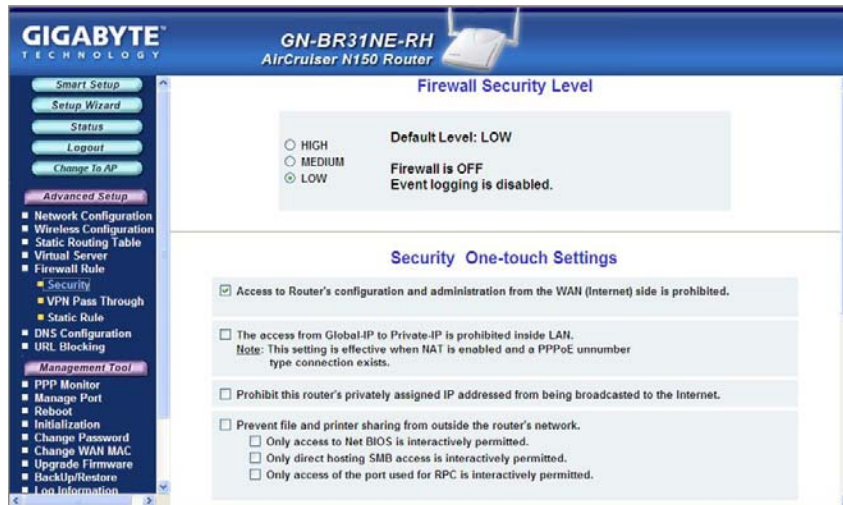 GIGABYTE™
TECHNOLOGY
GN-BR31NE-RH
AirCruiser N150 Router
Smart Setup
Setup Wizard
Status
Logout
Change To AP
Advanced Setup
Network Configuration
Wireless Configuration
Static Routing Table
Virtual Server
Firewall Rule
Security
VPN Pass Through
Static Rule
DNS Configuration
URL Blocking
Management Tool
PPP Monitor
Manage Port
Reboot
Initialization
Change Password
Change WAN MAC
Upgrade Firmware
BackUp/Restore
Log Information
Firewall Security Level
HIGH
MEDIUM
LOW
Default Level: LOW
Firewall is OFF
Event logging is disabled.
Security One-touch Settings
Access to Router's configuration and administration from the WAN (Internet) side is prohibited.
The access from Global-IP to Private-IP is prohibited inside LAN.
Note: This setting is effective when NAT is enabled and a PPPoE unnumber
type connection exists.
Prohibit this router's privately assigned IP addressed from being broadcasted to the Internet.
Prevent file and printer sharing from outside the router's network.
Only access to Net BIOS is interactively permitted.
Only direct hosting SMB access is interactively permitted.
Only access of the port used for RPC is interactively permitted.